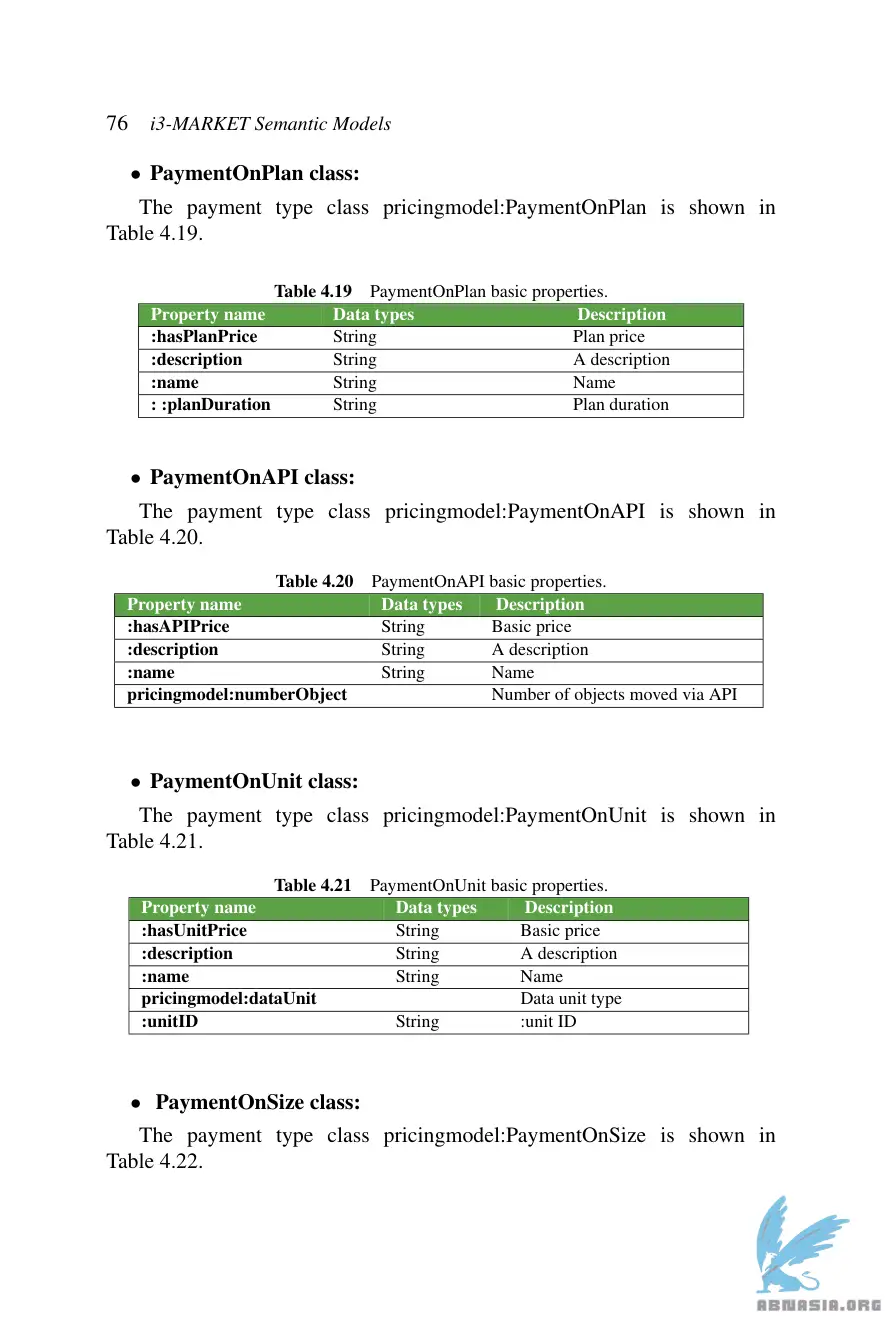 76 i3-MARKET Semantic Models
• PaymentOnPlan class:
The payment type class pricingmodel:PaymentOnPlan is shown in
Table 4.19.
Table 4.19 PaymentOnPlan basic properties.
Property name Data types Description
:hasPlanPrice String Plan price
:description String A description
:name String Name
: :planDuration String Plan duration
• PaymentOnAPI class:
The payment type class pricingmodel:PaymentOnAPI is shown in
Table 4.20.
Table 4.20 PaymentOnAPI basic properties.
Property name Data types Description
:hasAPIPrice String Basic price
:description String A description
:name String Name
pricingmodel:numberObject Number of objects moved via API
• PaymentOnUnit class:
The payment type class pricingmodel:PaymentOnUnit is shown in
Table 4.21.
Table 4.21 PaymentOnUnit basic properties.
Property name Data types Description
:hasUnitPrice String Basic price
:description String A description
:name String Name
pricingmodel:dataUnit Data unit type
:unitID String :unit ID
• PaymentOnSize class:
The payment type class pricingmodel:PaymentOnSize is shown in
Table 4.22.
ABNASIA.ORG